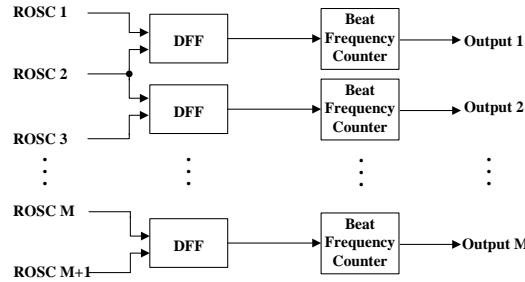 ROSC 1
DFF
Beat
Frequency
Counter
Output 1
ROSC 2
DFF
Beat
Frequency
Counter
Output 2
ROSC 3
ROSC M
DFF
Beat
Frequency
Counter
Output M
ROSC M+1